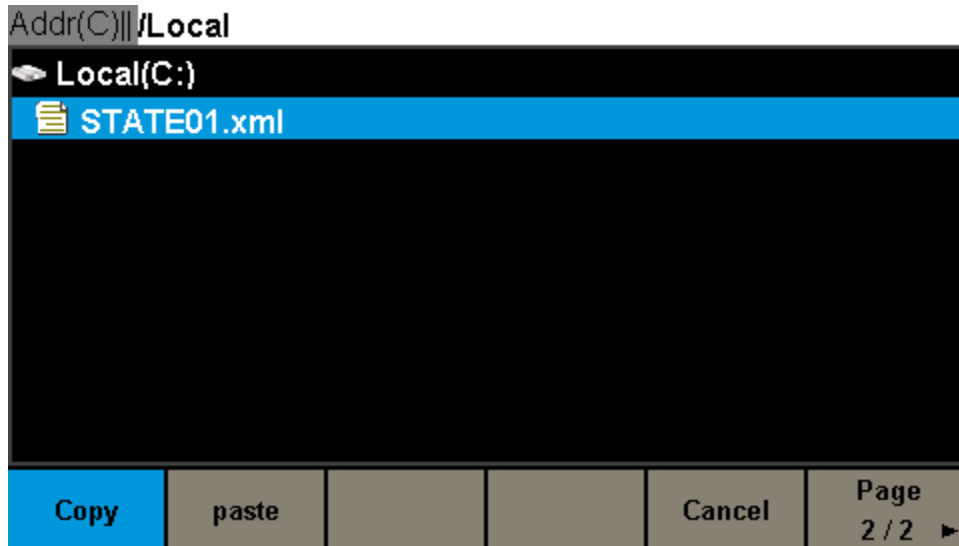 Addr(C)|| /Local
Local(C:)
STATE01.xml
Copy
paste
Cancel
Page
2 / 2 ►